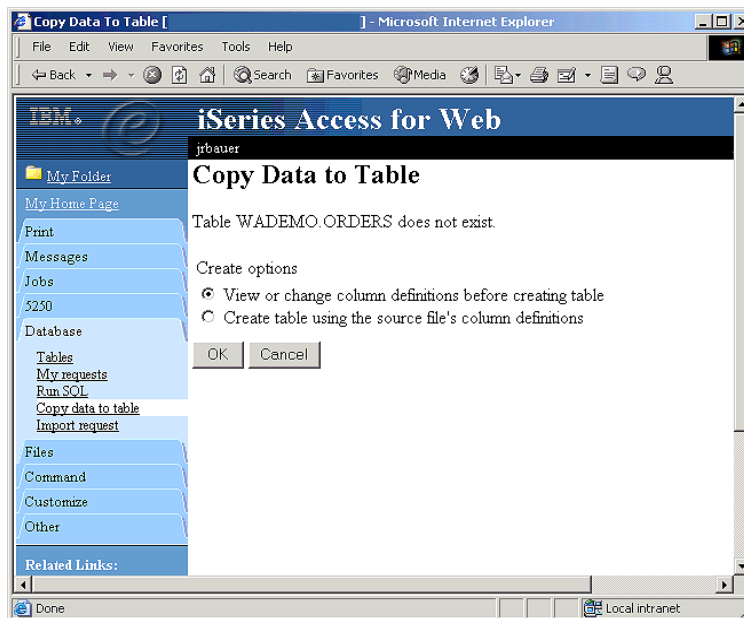 Copy Data To Table [ ] - Microsoft Internet Explorer
File Edit View Favorites Tools Help
Back Search Favorites Media
IBM e iSeries Access for Web
jrbauer
My Folder
Copy Data to Table
My Home Page
Table WADEMO.ORDERS does not exist.
Print
Messages
Create options
Jobs
View or change column definitions before creating table
5250
Create table using the source file's column definitions
Database
OK Cancel
Tables
My requests
Run SQL
Copy data to table
Import request
Files
Command
Customize
Other
Related Links:
Done Local intranet